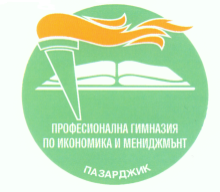 ПРОФЕСИОНАЛНА ГИМНАЗИЯ
ПО ИКОНОМИКА И МЕНИДЖМЪНТ
ПАЗАРДЖИК